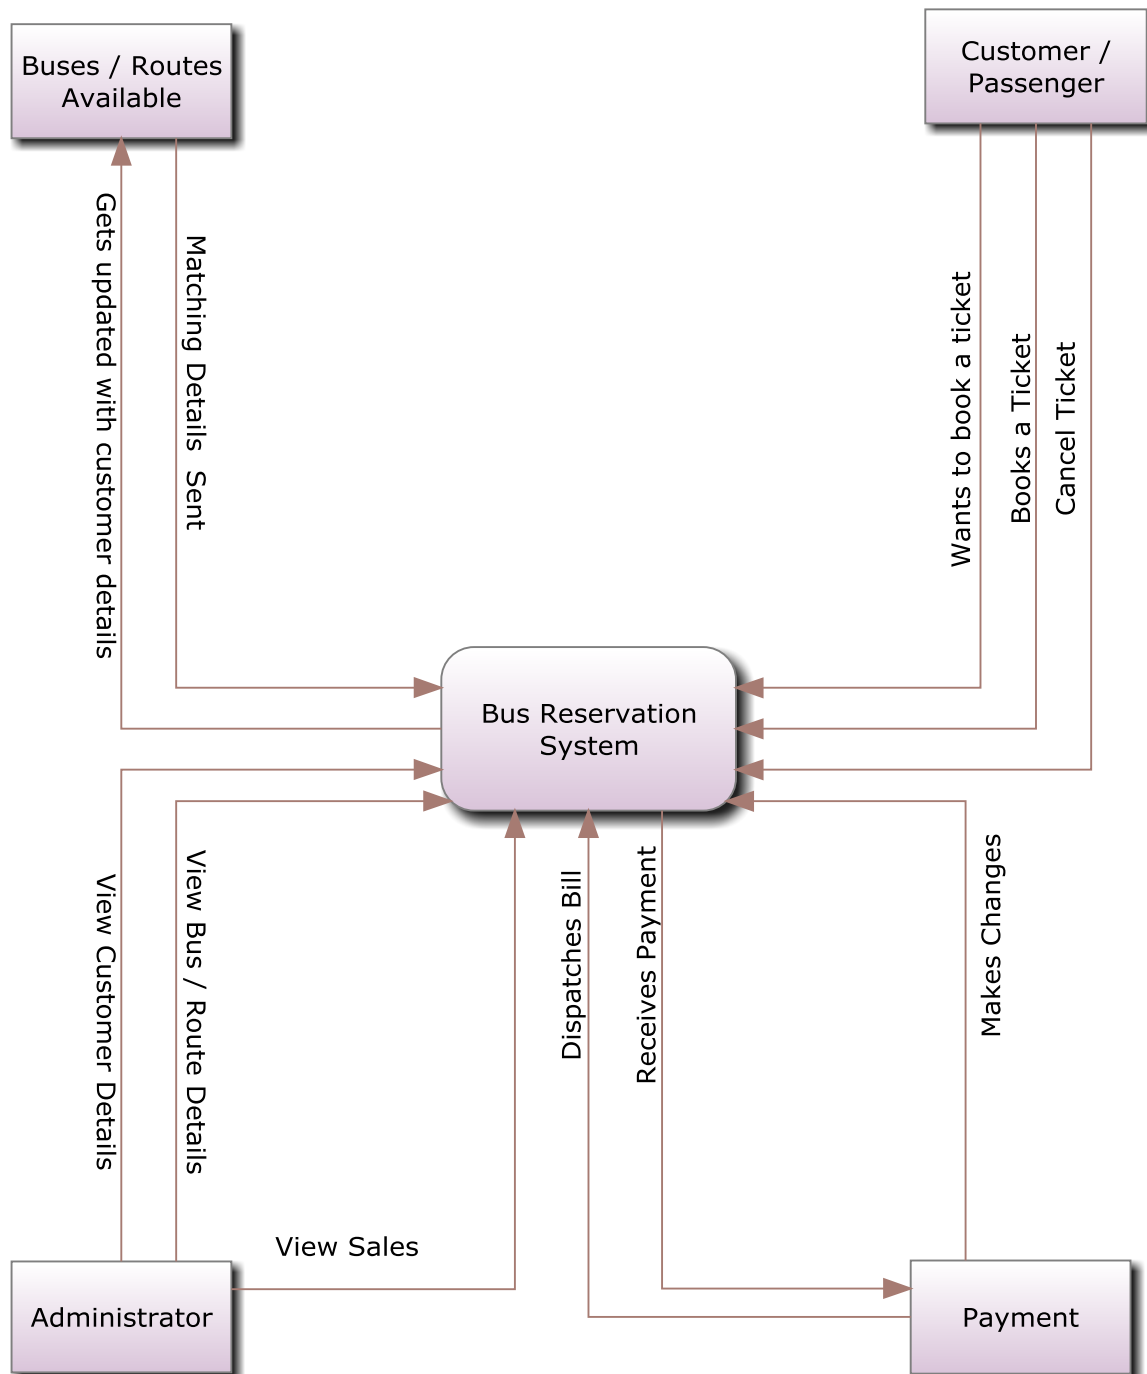 Buses / Routes
Available
Customer /
Passenger
Gets updated with customer details
Matching Details  Sent
Wants to book a ticket
Books a Ticket
Cancel Ticket
Bus Reservation
System
View Customer Details
View Bus / Route Details
View Sales
Dispatches Bill
Receives Payment
Makes Changes
Administrator
Payment